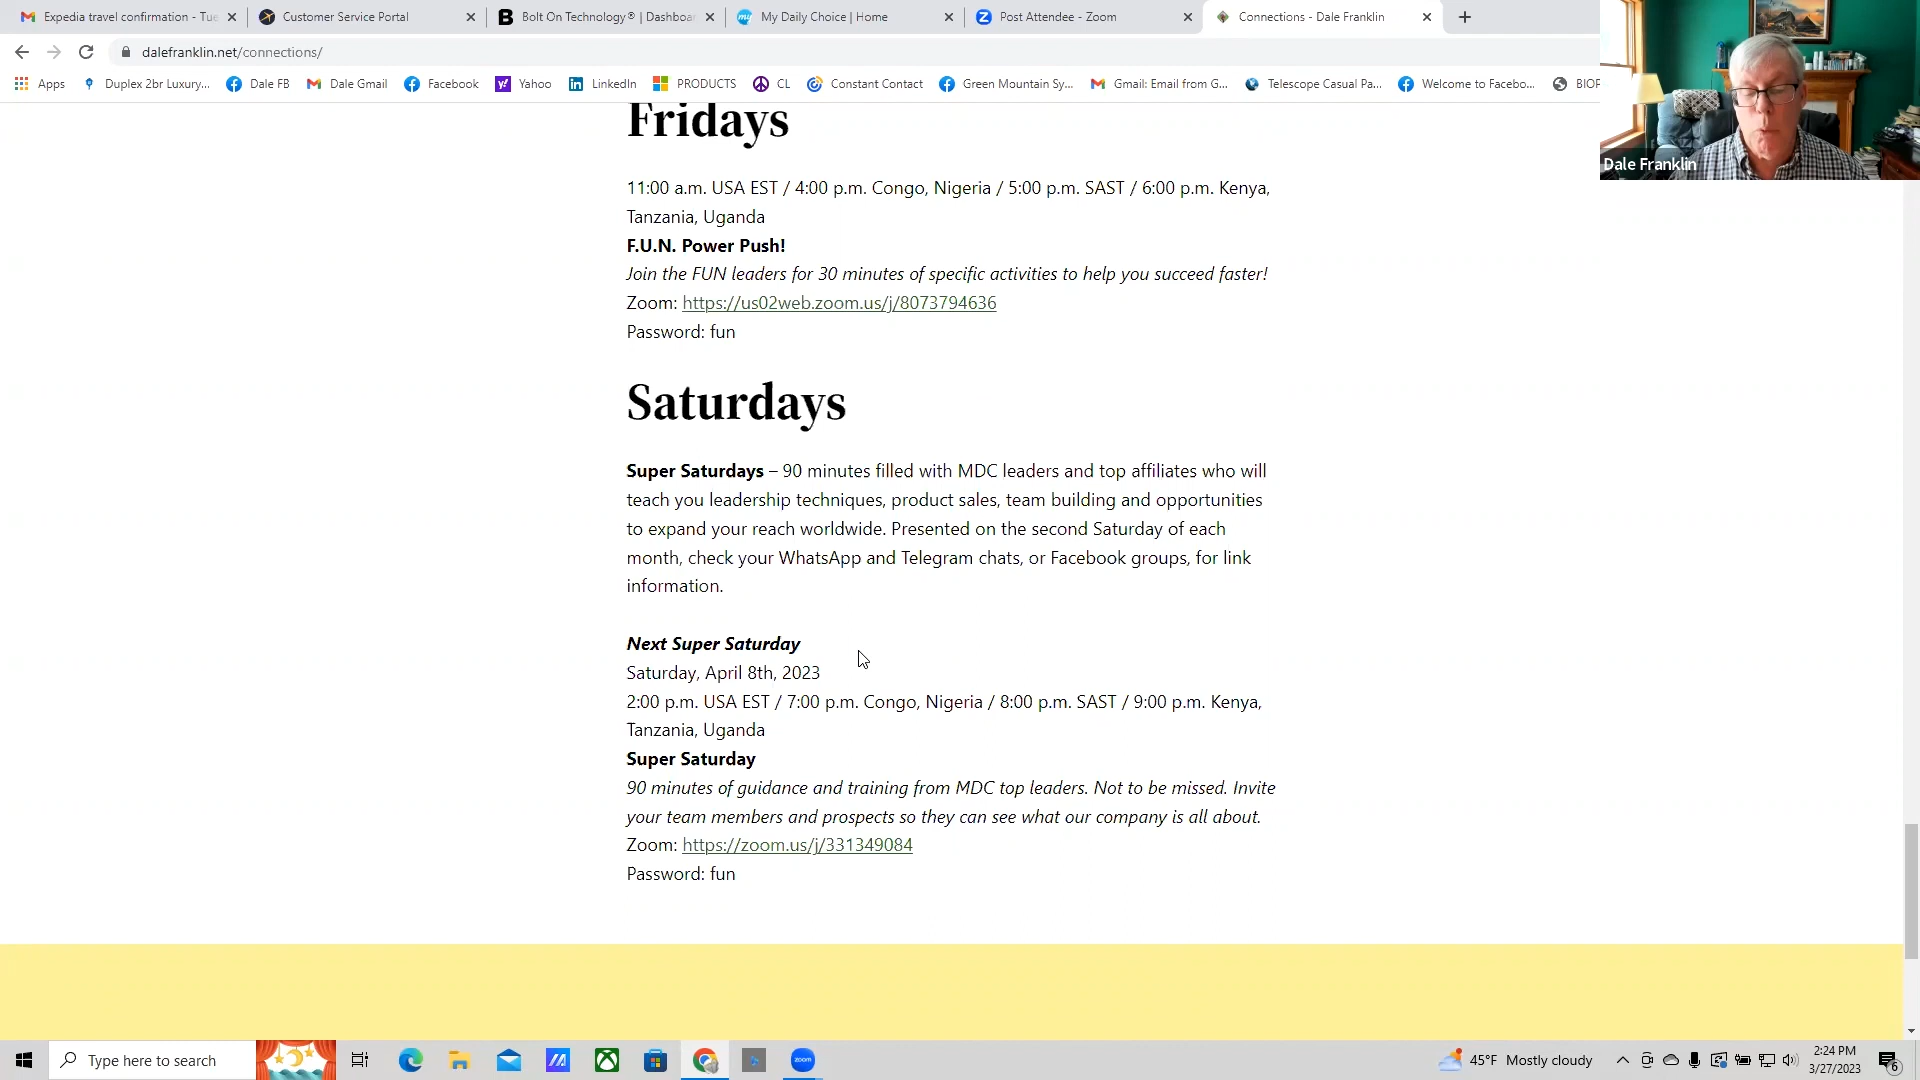 Expedia travel confirmation - Tue
Customer Service Portal
Bolt On Technology® | Dashboar
My Daily Choice | Home
Post Attendee - Zoom
Connections - Dale Franklin
dalefranklin.net/connections/
Apps
Duplex 2br Luxury...
Dale FB
Dale Gmail
Facebook
Yahoo
LinkedIn
PRODUCTS
CL
Constant Contact
Green Mountain Sy...
Gmail: Email from G...
Telescope Casual Pa...
Welcome to Facebo...
BIOP
Dale Franklin
Fridays
11:00 a.m. USA EST / 4:00 p.m. Congo, Nigeria / 5:00 p.m. SAST / 6:00 p.m. Kenya,
Tanzania, Uganda
F.U.N. Power Push!
Join the FUN leaders for 30 minutes of specific activities to help you succeed faster!
Zoom: https://us02web.zoom.us/j/8073794636
Password: fun
Saturdays
Super Saturdays – 90 minutes filled with MDC leaders and top affiliates who will
teach you leadership techniques, product sales, team building and opportunities
to expand your reach worldwide. Presented on the second Saturday of each
month, check your WhatsApp and Telegram chats, or Facebook groups, for link
information.
Next Super Saturday
Saturday, April 8th, 2023
2:00 p.m. USA EST / 7:00 p.m. Congo, Nigeria / 8:00 p.m. SAST / 9:00 p.m. Kenya,
Tanzania, Uganda
Super Saturday
90 minutes of guidance and training from MDC top leaders. Not to be missed. Invite
your team members and prospects so they can see what our company is all about.
Zoom: https://zoom.us/j/331349084
Password: fun
Type here to search
zoom
45°F Mostly cloudy
2:24 PM
3/27/2023
6